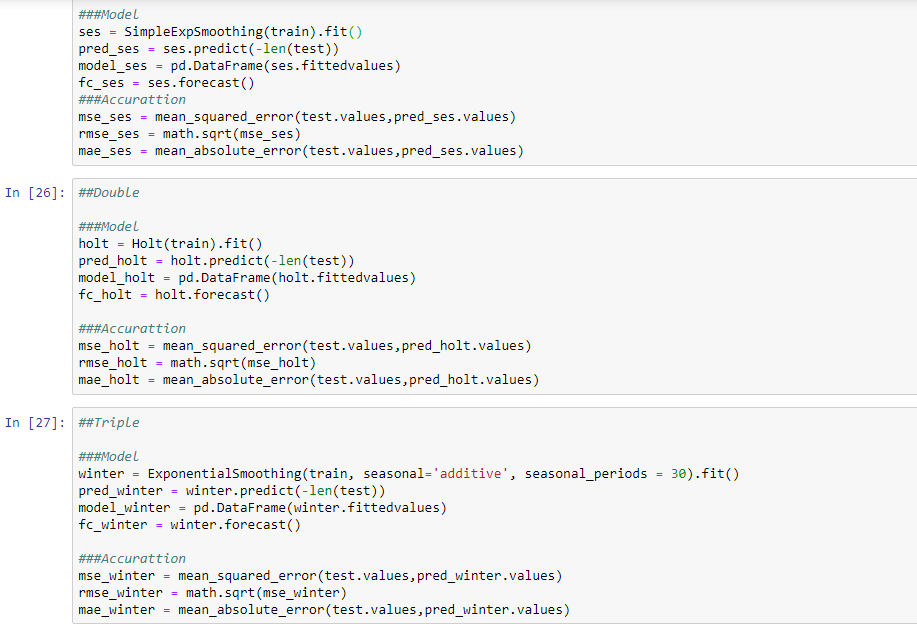 ###Model
ses = SimpleExpSmoothing(train).fit()
pred_ses = ses.predict(-len(test))
model_ses = pd.DataFrame(ses.fittedvalues)
fc_ses = ses.forecast()
###Accurattion
mse_ses = mean_squared_error(test.values,pred_ses.values)
rmse_ses = math.sqrt(mse_ses)
mae_ses = mean_absolute_error(test.values,pred_ses.values)
In [26]: ##Double
###Model
holt = Holt(train).fit()
pred_holt = holt.predict(-len(test))
model_holt = pd.DataFrame(holt.fittedvalues)
fc_holt = holt.forecast()
###Accurattion
mse_holt = mean_squared_error(test.values,pred_holt.values)
rmse_holt = math.sqrt(mse_holt)
mae_holt = mean_absolute_error(test.values,pred_holt.values)
In [27]: ##Triple
###Model
winter = ExponentialSmoothing(train, seasonal='additive', seasonal_periods = 30).fit()
pred_winter = winter.predict(-len(test))
model_winter = pd.DataFrame(winter.fittedvalues)
fc_winter = winter.forecast()
###Accurattion
mse_winter = mean_squared_error(test.values,pred_winter.values)
rmse_winter = math.sqrt(mse_winter)
mae_winter = mean_absolute_error(test.values,pred_winter.values)